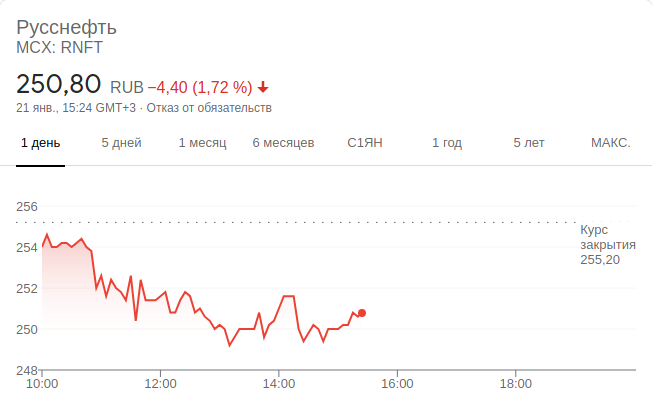 Русснефть
MCX: RNFT
250,80 RUB −4,40 (1,72 %)
21 янв., 15:24 GMT+3 · Отказ от обязательств
1 день 5 дней 1 месяц 6 месяцев С1ЯН 1 год 5 лет МАКС.
256
Курс
закрытия
255,20
254
252
250
248
10:00 12:00 14:00 16:00 18:00